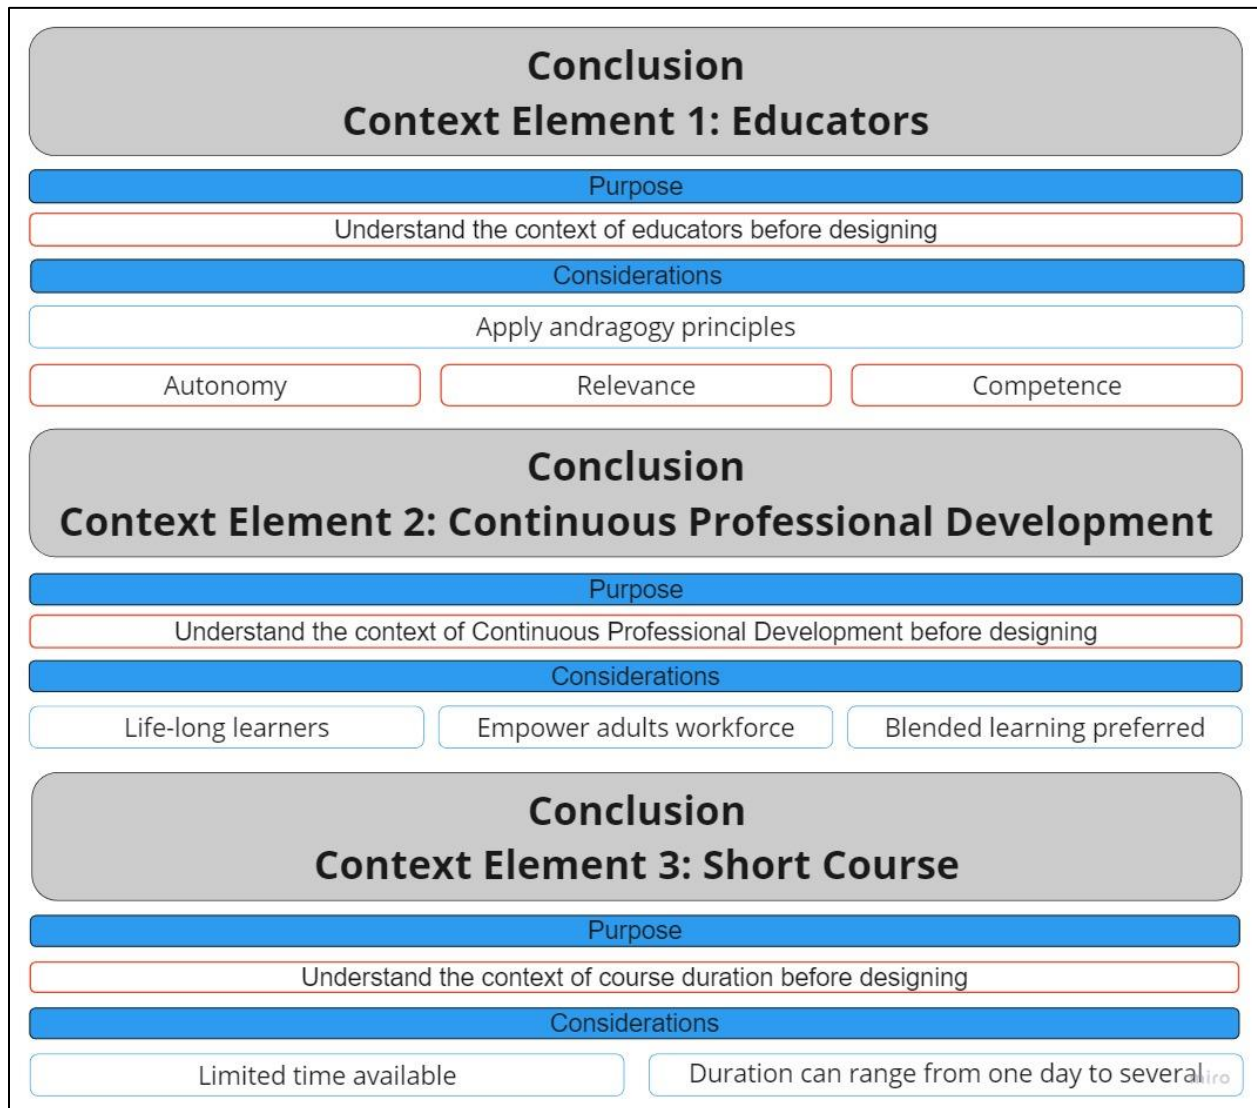 Conclusion
Context Element 1: Educators
Purpose
Understand the context of educators before designing
Considerations
Apply andragogy principles
Autonomy
Relevance
Competence
Conclusion
Context Element 2: Continuous Professional Development
Purpose
Understand the context of Continuous Professional Development before designing
Considerations
Life-long learners
Empower adults workforce
Blended learning preferred
Conclusion
Context Element 3: Short Course
Purpose
Understand the context of course duration before designing
Considerations
Limited time available
Duration can range from one day to several
miro